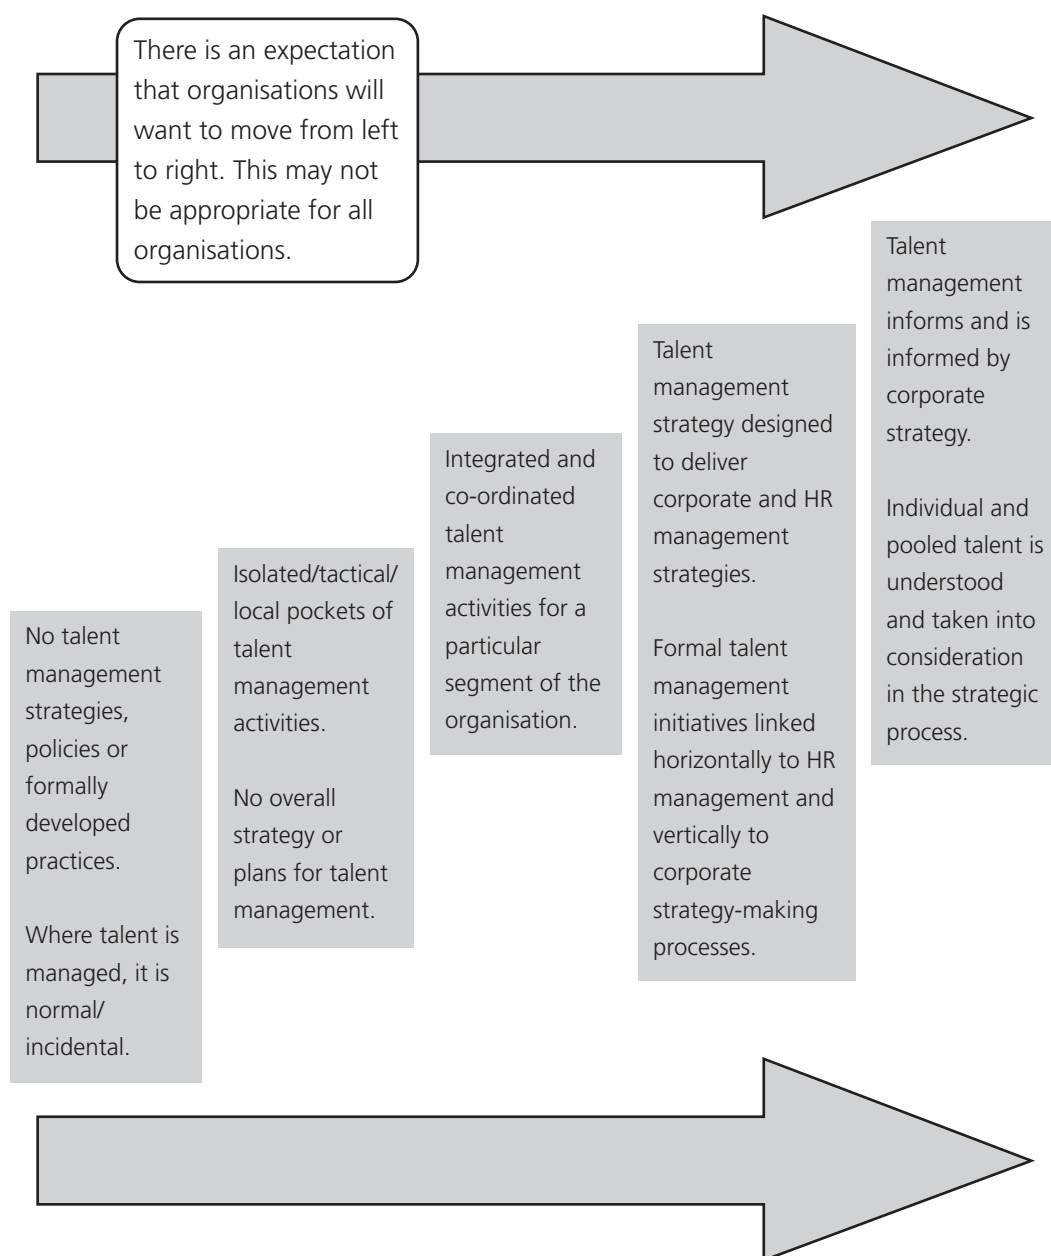 There is an expectation
that organisations will
want to move from left
to right. This may not
be appropriate for all
organisations.
No talent
management
strategies,
policies or
formally
developed
practices.
Where talent is
managed, it is
normal/
incidental.
Isolated/tactical/
local pockets of
talent
management
activities.
No overall
strategy or
plans for talent
management.
Integrated and
co-ordinated
talent
management
activities for a
particular
segment of the
organisation.
Talent
management
strategy designed
to deliver
corporate and HR
management
strategies.
Formal talent
management
initiatives linked
horizontally to HR
management and
vertically to
corporate
strategy-making
processes.
Talent
management
informs and is
informed by
corporate
strategy.
Individual and
pooled talent is
understood
and taken into
consideration
in the strategic
process.